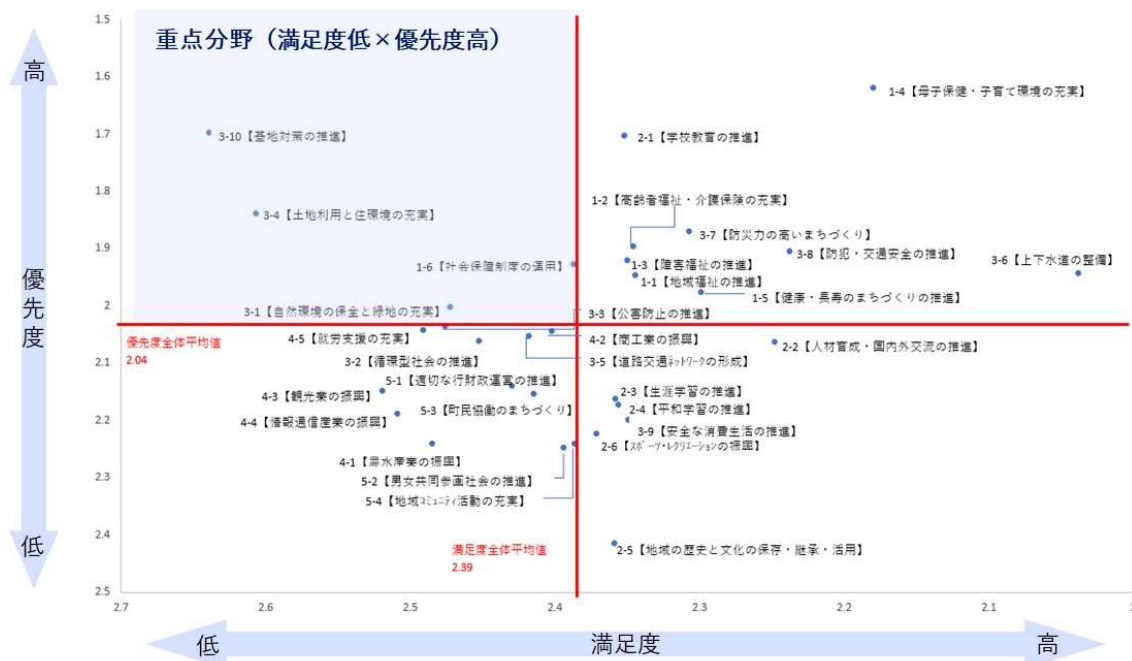 重点分野（満足度低×優先度高）
高
優先度
低
1.5
1.6
1.7
1.8
1.9
2
2.1
2.2
2.3
2.4
2.5
1-4【母子保健・子育て環境の充実】
3-10【基地対策の推進】
2-1【学校教育の推進】
1-2【高齢者福祉・介護保険の充実】
3-4【土地利用と住環境の充実】
3-7【防災力の高いまちづくり】
3-8【防犯・交通安全の推進】
3-6【上下水道の整備】
1-6【社会保障制度の運用】
1-3【障害福祉の推進】
1-1【地域福祉の推進】
1-5【健康・長寿のまちづくりの推進】
3-1【自然環境の保全と緑地の充実】
3-3【公害防止の推進】
優先度全体平均値
2.04
4-5【就労支援の充実】
4-2【商工業の振興】
2-2【人材育成・国内外交流の推進】
3-2【循環型社会の推進】
3-5【道路交通ネットワークの形成】
5-1【適切な行財政運営の推進】
4-3【観光業の振興】
2-3【生涯学習の推進】
5-3【町民協働のまちづくり】
2-4【平和学習の推進】
4-4【情報通信産業の振興】
3-9【安全な消費生活の推進】
2-6【スポーツ・レクリエーションの振興】
4-1【農水産業の振興】
5-2【男女共同参画社会の推進】
5-4【地域コミュニティ活動の充実】
満足度全体平均値
2.39
2-5【地域の歴史と文化の保存・継承・活用】
2.7
2.6
2.5
2.4
2.3
2.2
2.1
2
低
満足度
高